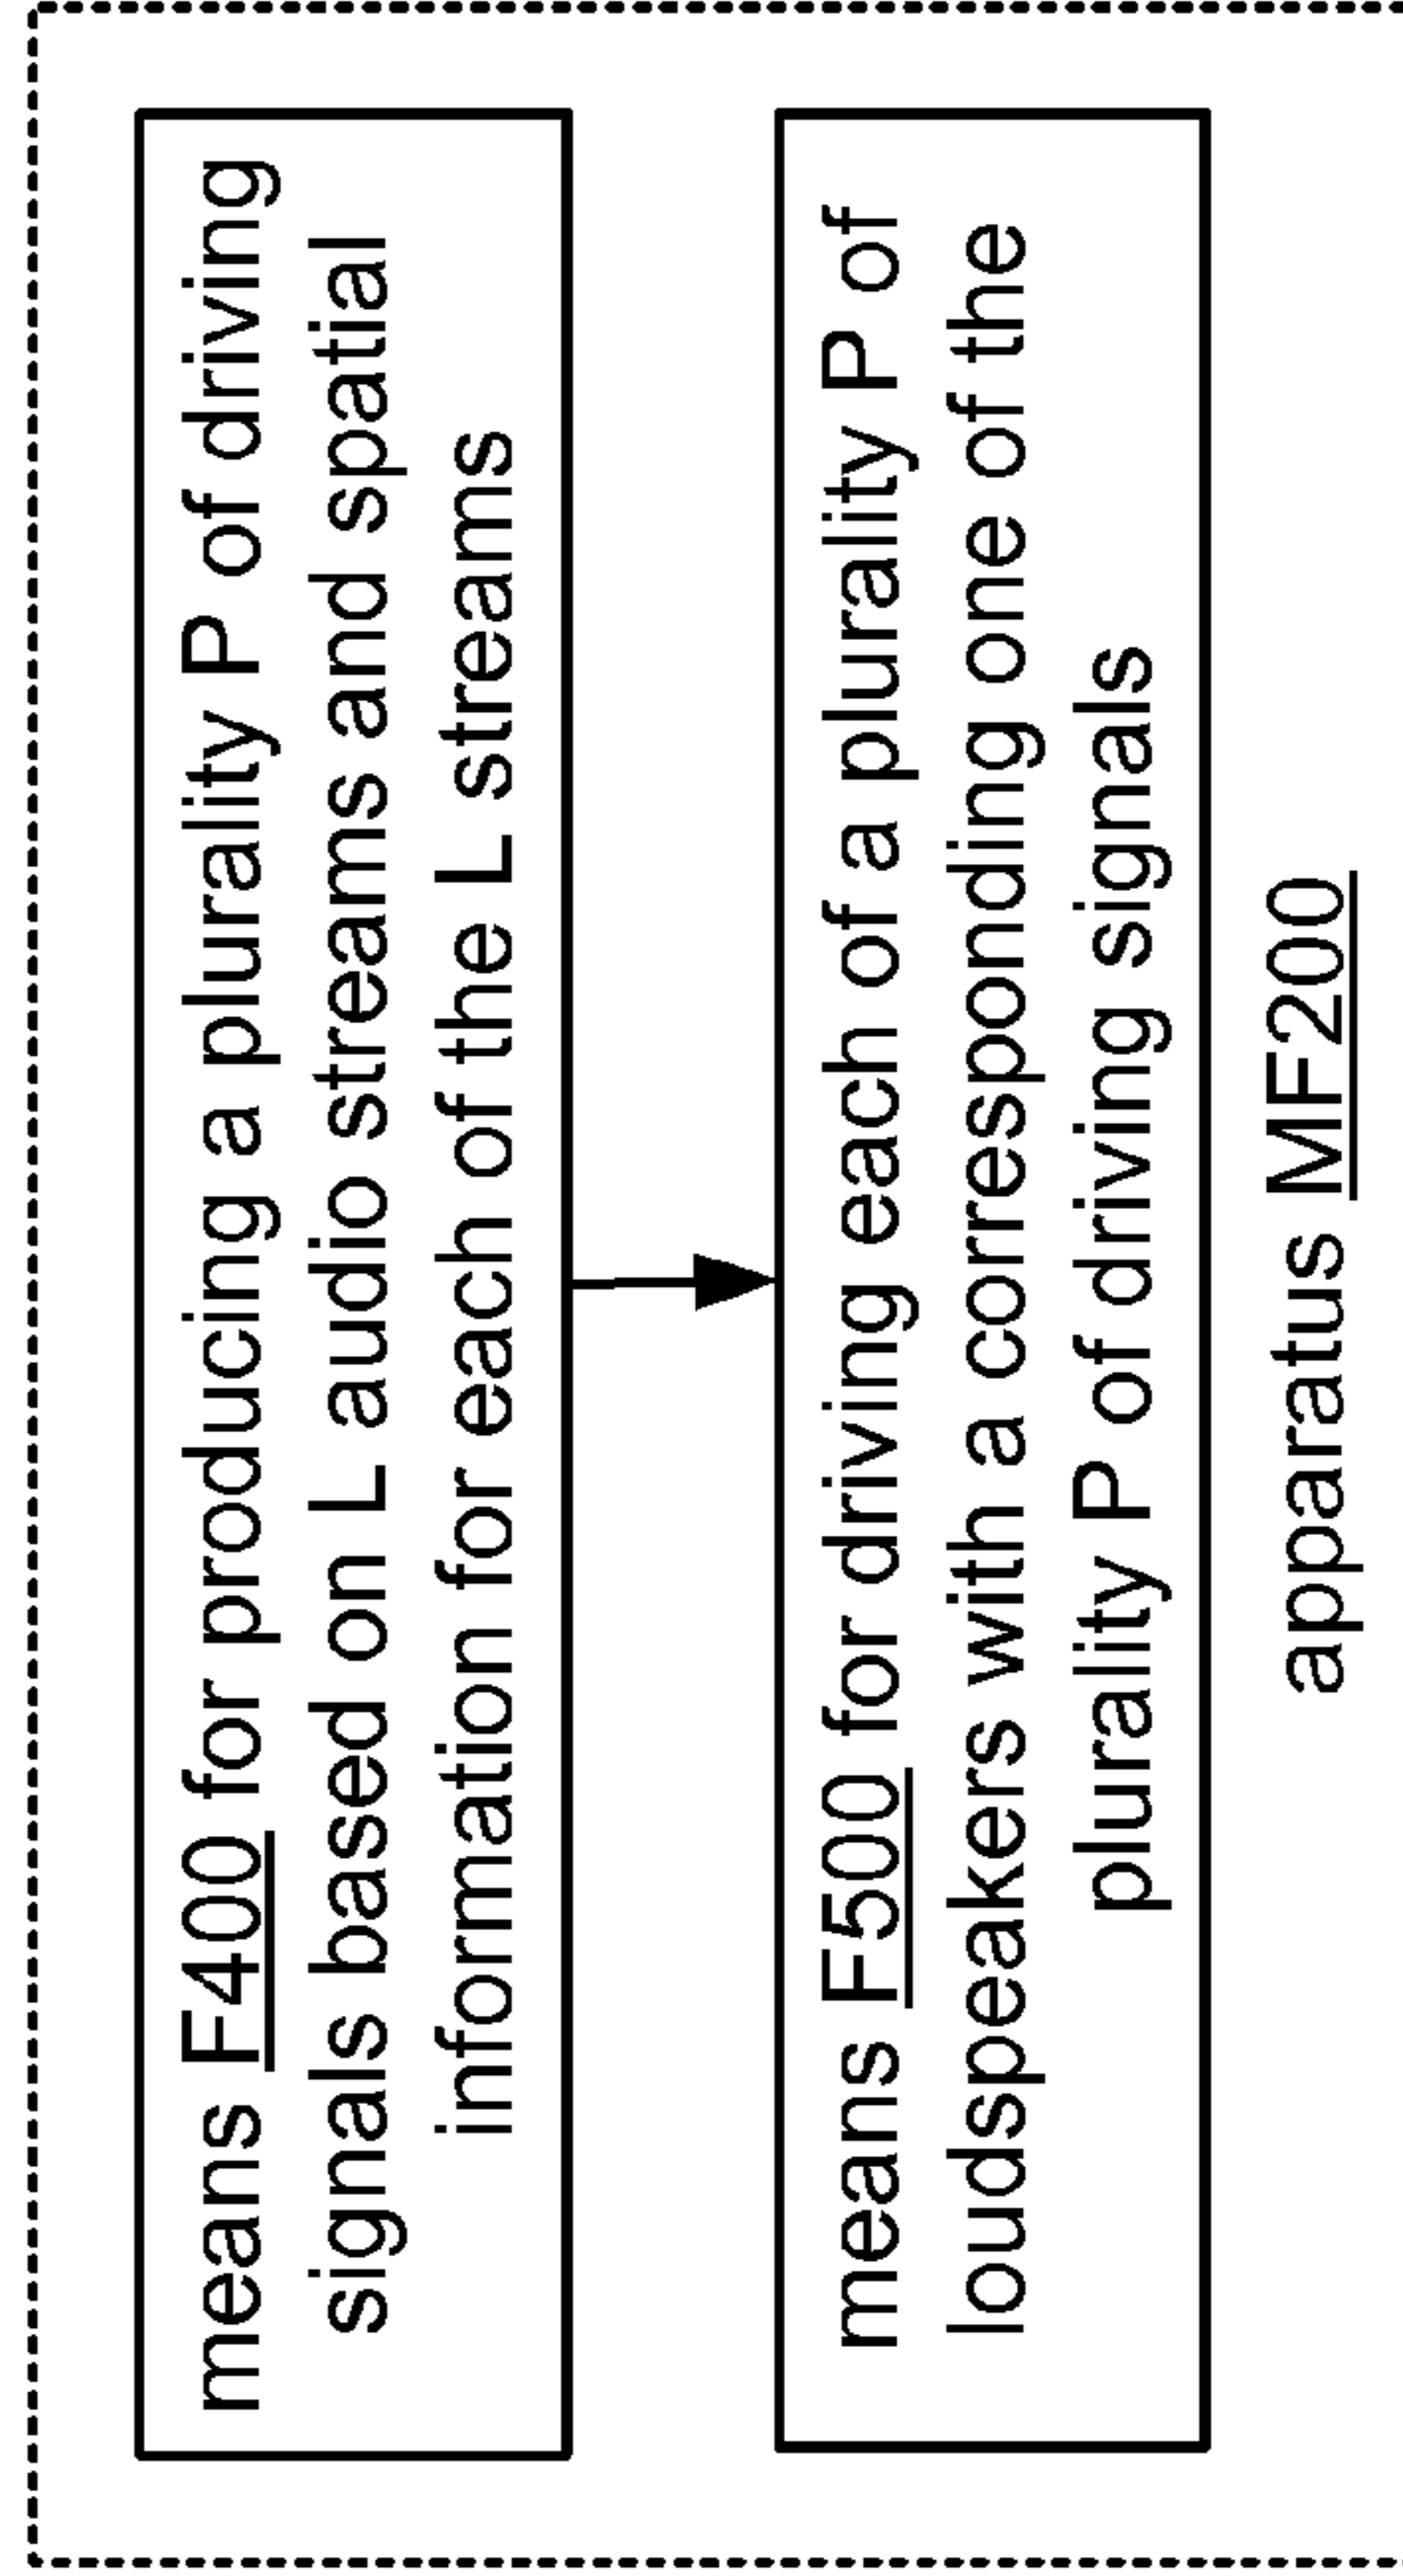 means F400 for producing a plurality P of driving
signals based on L audio streams and spatial
information for each of the L streams
means F500 for driving each of a plurality P of
loudspeakers with a corresponding one of the
plurality P of driving signals
apparatus MF200